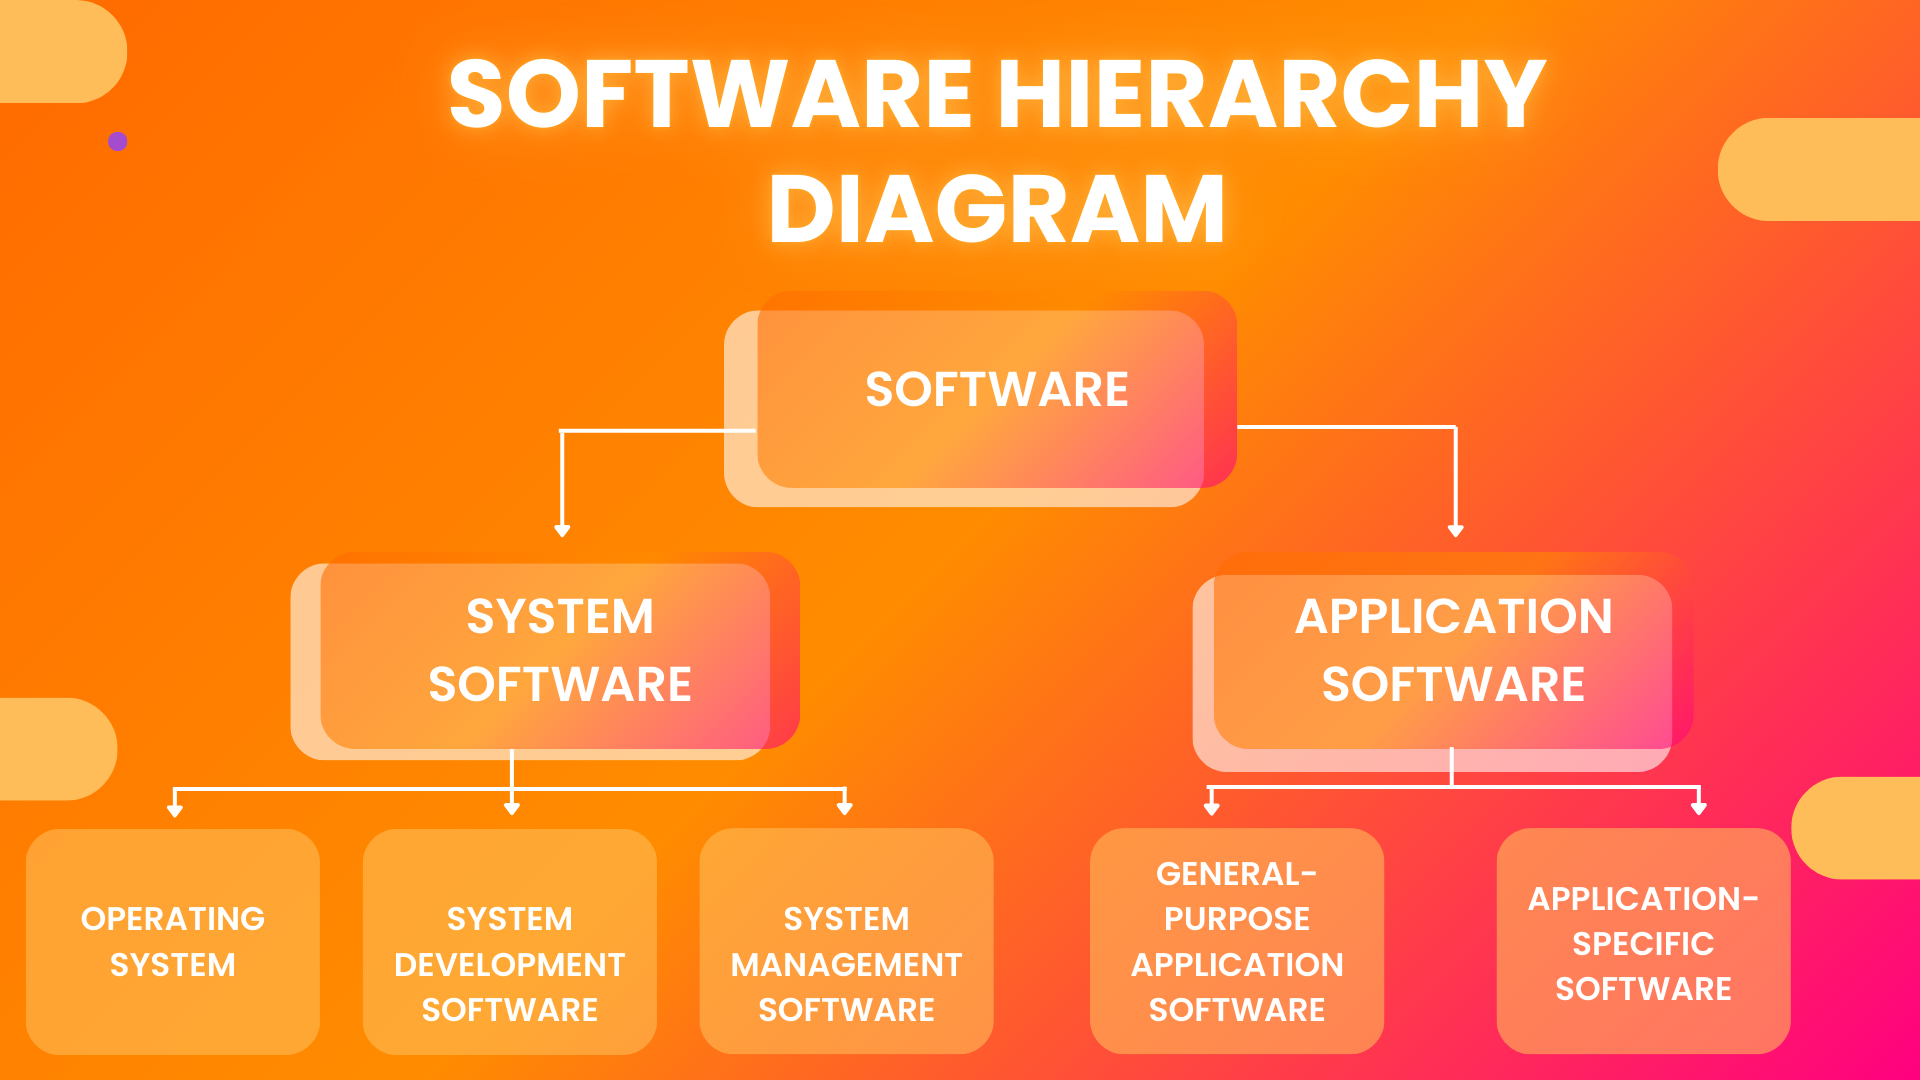 SOFTWARE HIERARCHY
DIAGRAM
SOFTWARE
SYSTEM
SOFTWARE
APPLICATION
SOFTWARE
OPERATING
SYSTEM
SYSTEM
DEVELOPMENT
SOFTWARE
SYSTEM
MANAGEMENT
SOFTWARE
GENERAL-
PURPOSE
APPLICATION
SOFTWARE
APPLICATION-
SPECIFIC
SOFTWARE